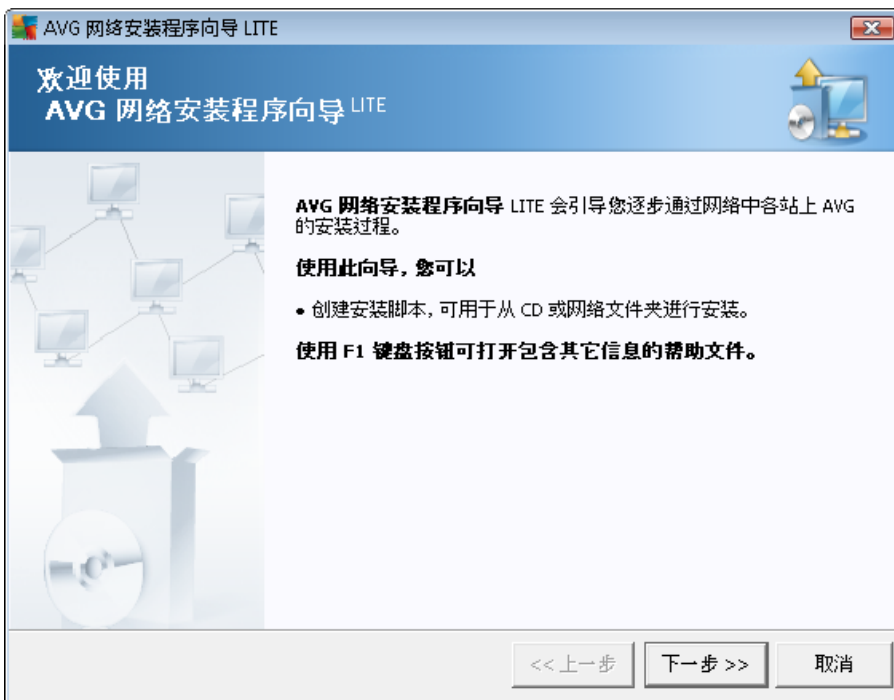 AVG 网络安装程序向导 LITE
欢迎使用
AVG 网络安装程序向导 LITE
AVG 网络安装程序向导 LITE 会引导您逐步通过网络中各站上 AVG
的安装过程。
使用此向导，您可以
• 创建安装脚本，可用于从 CD 或网络文件夹进行安装。
使用 F1 键盘按钮可打开包含其它信息的帮助文件。
<< 上一步
下一步 >>
取消